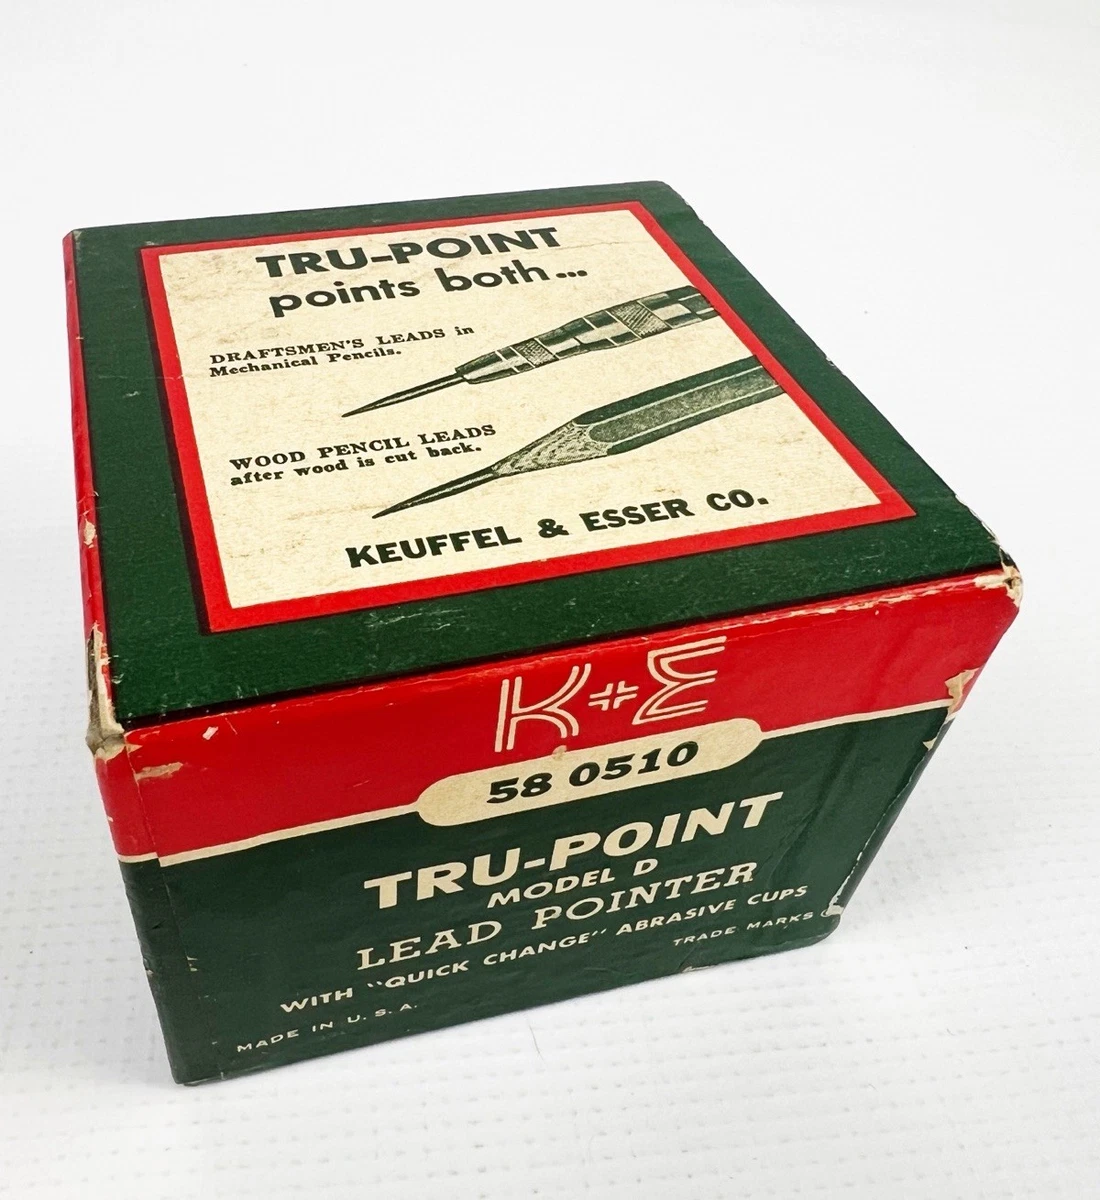 TRU-POINT
points both...
DRAFTSMEN'S LEADS in
Mechanical Pencils.
WOOD PENCIL LEADS
after wood is cut back.
KEUFFEL & ESSER CO.
K+E
58 0510
TRU-POINT
MODEL D
LEAD POINTER
WITH "QUICK CHANGE" ABRASIVE CUPS
MADE IN U. S. A.
TRADE MARKS ®